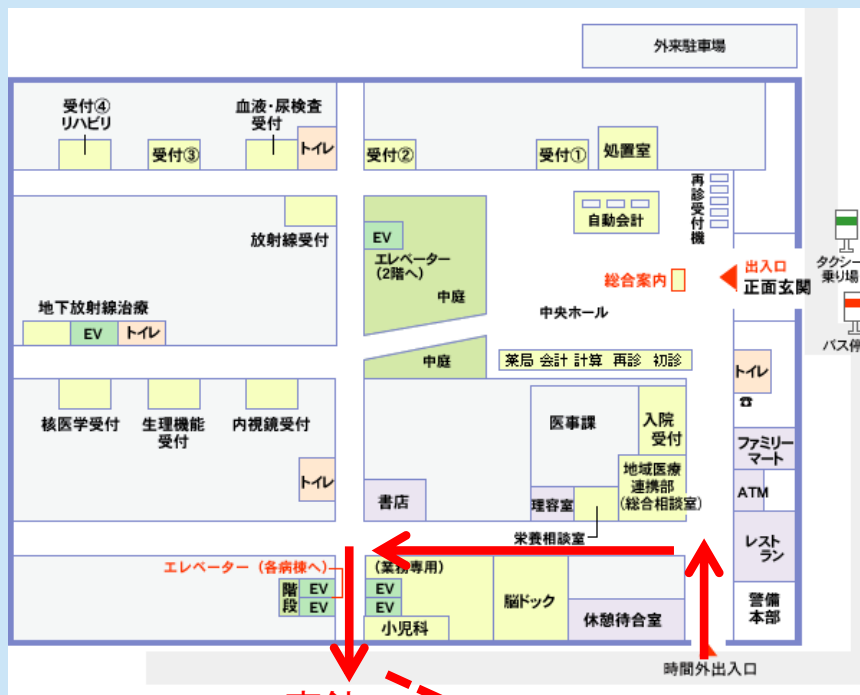 外来駐車場
受付④
リハビリ
受付③
血液・尿検査
受付
トイレ
受付②
受付①
処置室
再診受付機
自動会計
放射線受付
EV
エレベーター
(2階へ)
中庭
総合案内
出入口
正面玄関
タクシー
乗り場
バス停
中央ホール
地下放射線治療
EV
トイレ
中庭
薬局 会計 計算 再診 初診
トイレ
☎
核医学受付
生理機能
受付
内視鏡受付
トイレ
医事課
入院
受付
ファミリー
マート
地域医療
連携部
(総合相談室)
書店
理容室
ATM
栄養相談室
レスト
ラン
エレベーター(各病棟へ)
階段
EV
EV
(業務専用)
EV
EV
小児科
脳ドック
休憩待合室
警備
本部
時間外出入口